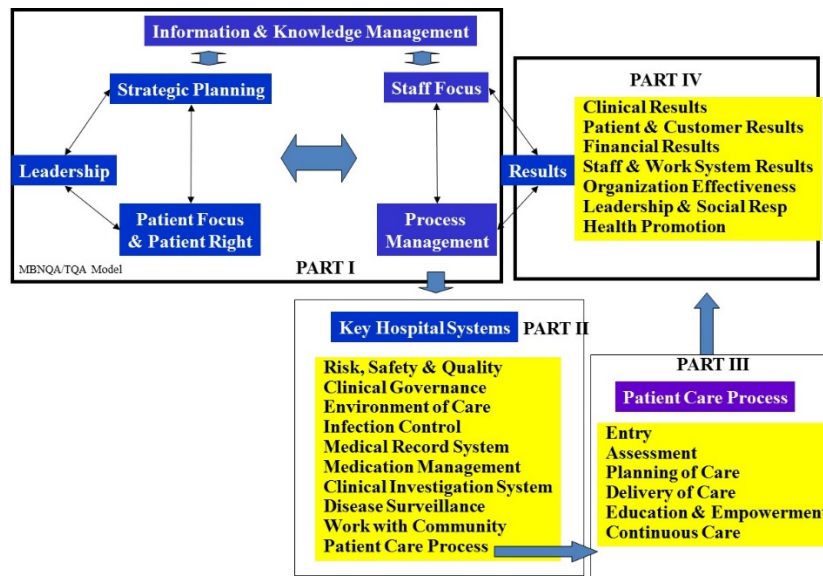 Information & Knowledge Management
Strategic Planning
Staff Focus
Leadership
Patient Focus
& Patient Right
Process
Management
MBNQA/TQA Model
PART I
Results
PART IV
Clinical Results
Patient & Customer Results
Financial Results
Staff & Work System Results
Organization Effectiveness
Leadership & Social Resp
Health Promotion
Key Hospital Systems
PART II
Risk, Safety & Quality
Clinical Governance
Environment of Care
Infection Control
Medical Record System
Medication Management
Clinical Investigation System
Disease Surveillance
Work with Community
Patient Care Process
PART III
Patient Care Process
Entry
Assessment
Planning of Care
Delivery of Care
Education & Empowerment
Continuous Care